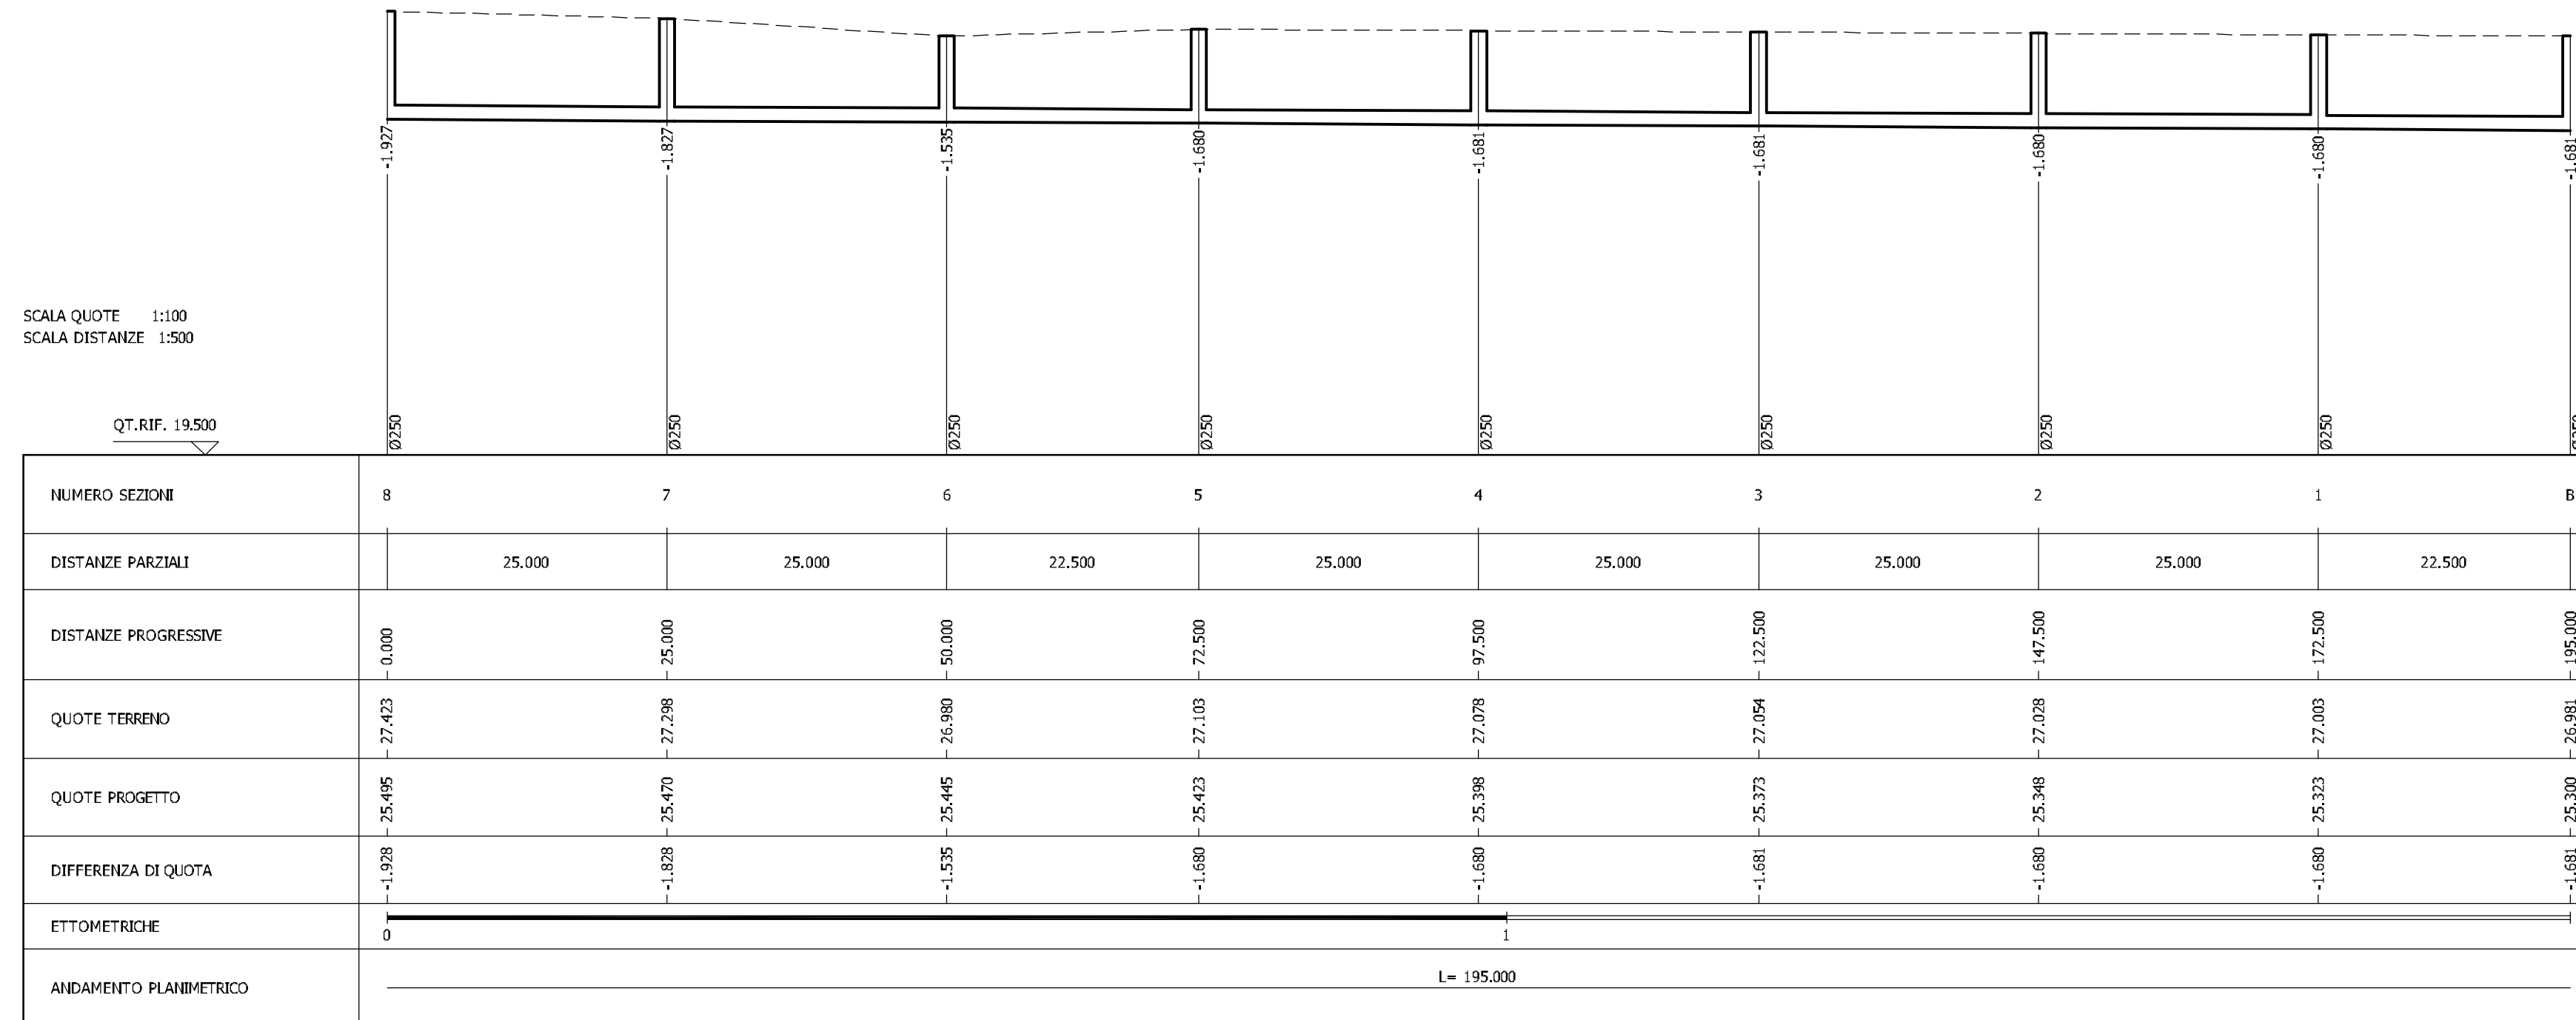 -1.927 -1.827 -1.535 -1.680 -1.681 -1.681 -1.680 -1.680 -1.681
SCALA QUOTE 1:100
SCALA DISTANZE 1:500
QT.RIF. 19.500
Ø250 Ø250 Ø250 Ø250 Ø250 Ø250 Ø250 Ø250 Ø250
NUMERO SEZIONI 8 7 6 5 4 3 2 1 B
DISTANZE PARZIALI 25.000 25.000 22.500 25.000 25.000 25.000 25.000 22.500
DISTANZE PROGRESSIVE 0.000 25.000 50.000 72.500 97.500 122.500 147.500 172.500 195.000
QUOTE TERRENO 27.423 27.298 26.980 27.103 27.078 27.054 27.028 27.003 26.981
QUOTE PROGETTO 25.495 25.470 25.445 25.423 25.398 25.373 25.348 25.323 25.300
DIFFERENZA DI QUOTA -1.928 -1.828 -1.535 -1.680 -1.680 -1.681 -1.680 -1.680 -1.681
ETTOMETRICHE 0 1
L= 195.000
ANDAMENTO PLANIMETRICO